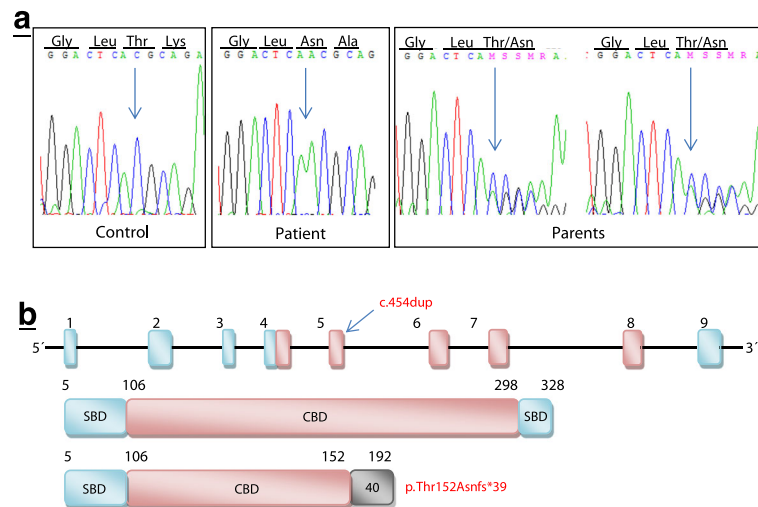 a
Gly Leu Thr Lys
G G A C T C A C G C A G A
Gly Leu Asn Ala
G G A C T C A A C G C A G
Gly Leu Thr/Asn
G G A C T C A M S S M R A
Gly Leu Thr/Asn
G G A C T C A M S S M R A
Control
Patient
Parents
b
c.454dup
1 2 3 4 5 6 7 8 9
5´ 3´
5 106 298 328
SBD CBD SBD
5 106 152 192
SBD CBD 40 p.Thr152Asnfs*39